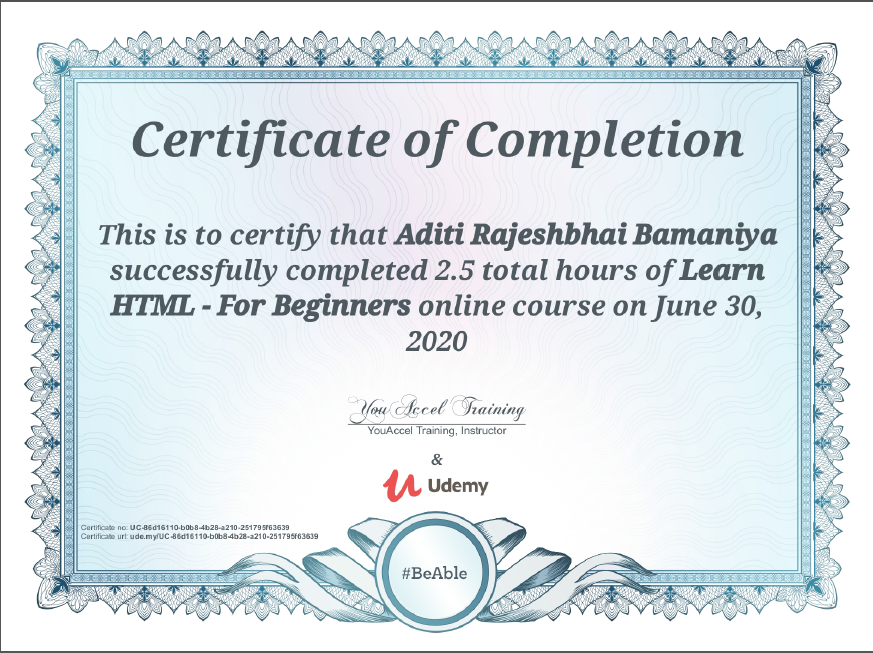 Certificate of Completion
This is to certify that Aditi Rajeshbhai Bamaniya
successfully completed 2.5 total hours of Learn
HTML - For Beginners online course on June 30,
2020
YouAccel Training
YouAccel Training, Instructor
&
Udemy
Certificate no: UC-86d16110-b0b8-4b28-a210-251795f63639
Certificate url: ude.my/UC-86d16110-b0b8-4b28-a210-251795f63639
#BeAble